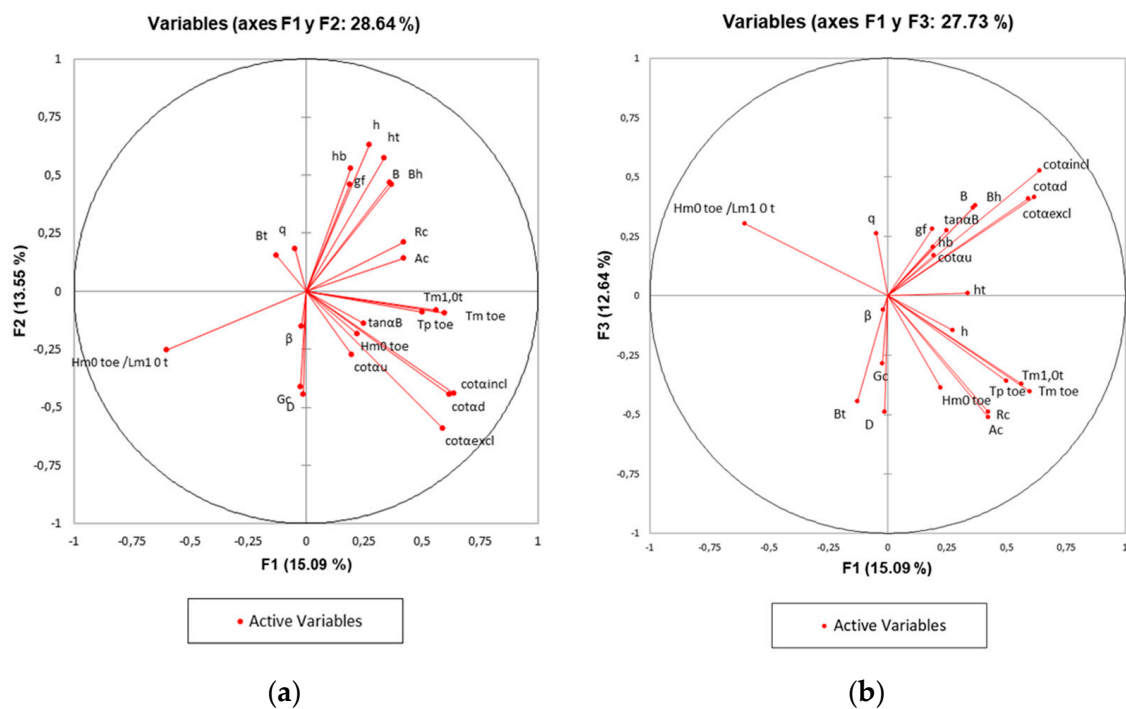 Variables (axes F1 y F2: 28.64 %)
1
0,75
0,5
0,25
0
-0,25
-0,5
-0,75
-1
F2 (13.55 %)
h
ht
hb
gf
B
Bh
q
Bt
Rc
Ac
Tm1,0t
Tp toe
Tm toe
tanαB
β
Hm0 toe
Hm0 toe /Lm1 0 t
cotαu
cotαincl
Gc
D
cotαd
cotαexcl
-1
-0,75
-0,5
-0,25
0
0,25
0,5
0,75
1
F1 (15.09 %)
Active Variables
(a)
Variables (axes F1 y F3: 27.73 %)
1
0,75
0,5
0,25
0
-0,25
-0,5
-0,75
-1
F3 (12.64 %)
cotαincl
cotαd
B
Bh
Hm0 toe /Lm1 0 t
cotαexcl
q
gf
tanαB
hb
cotαu
ht
β
h
Gc
Tm1,0t
Tp toe
Tm toe
Hm0 toe
Bt
D
Rc
Ac
-1
-0,75
-0,5
-0,25
0
0,25
0,5
0,75
1
F1 (15.09 %)
Active Variables
(b)